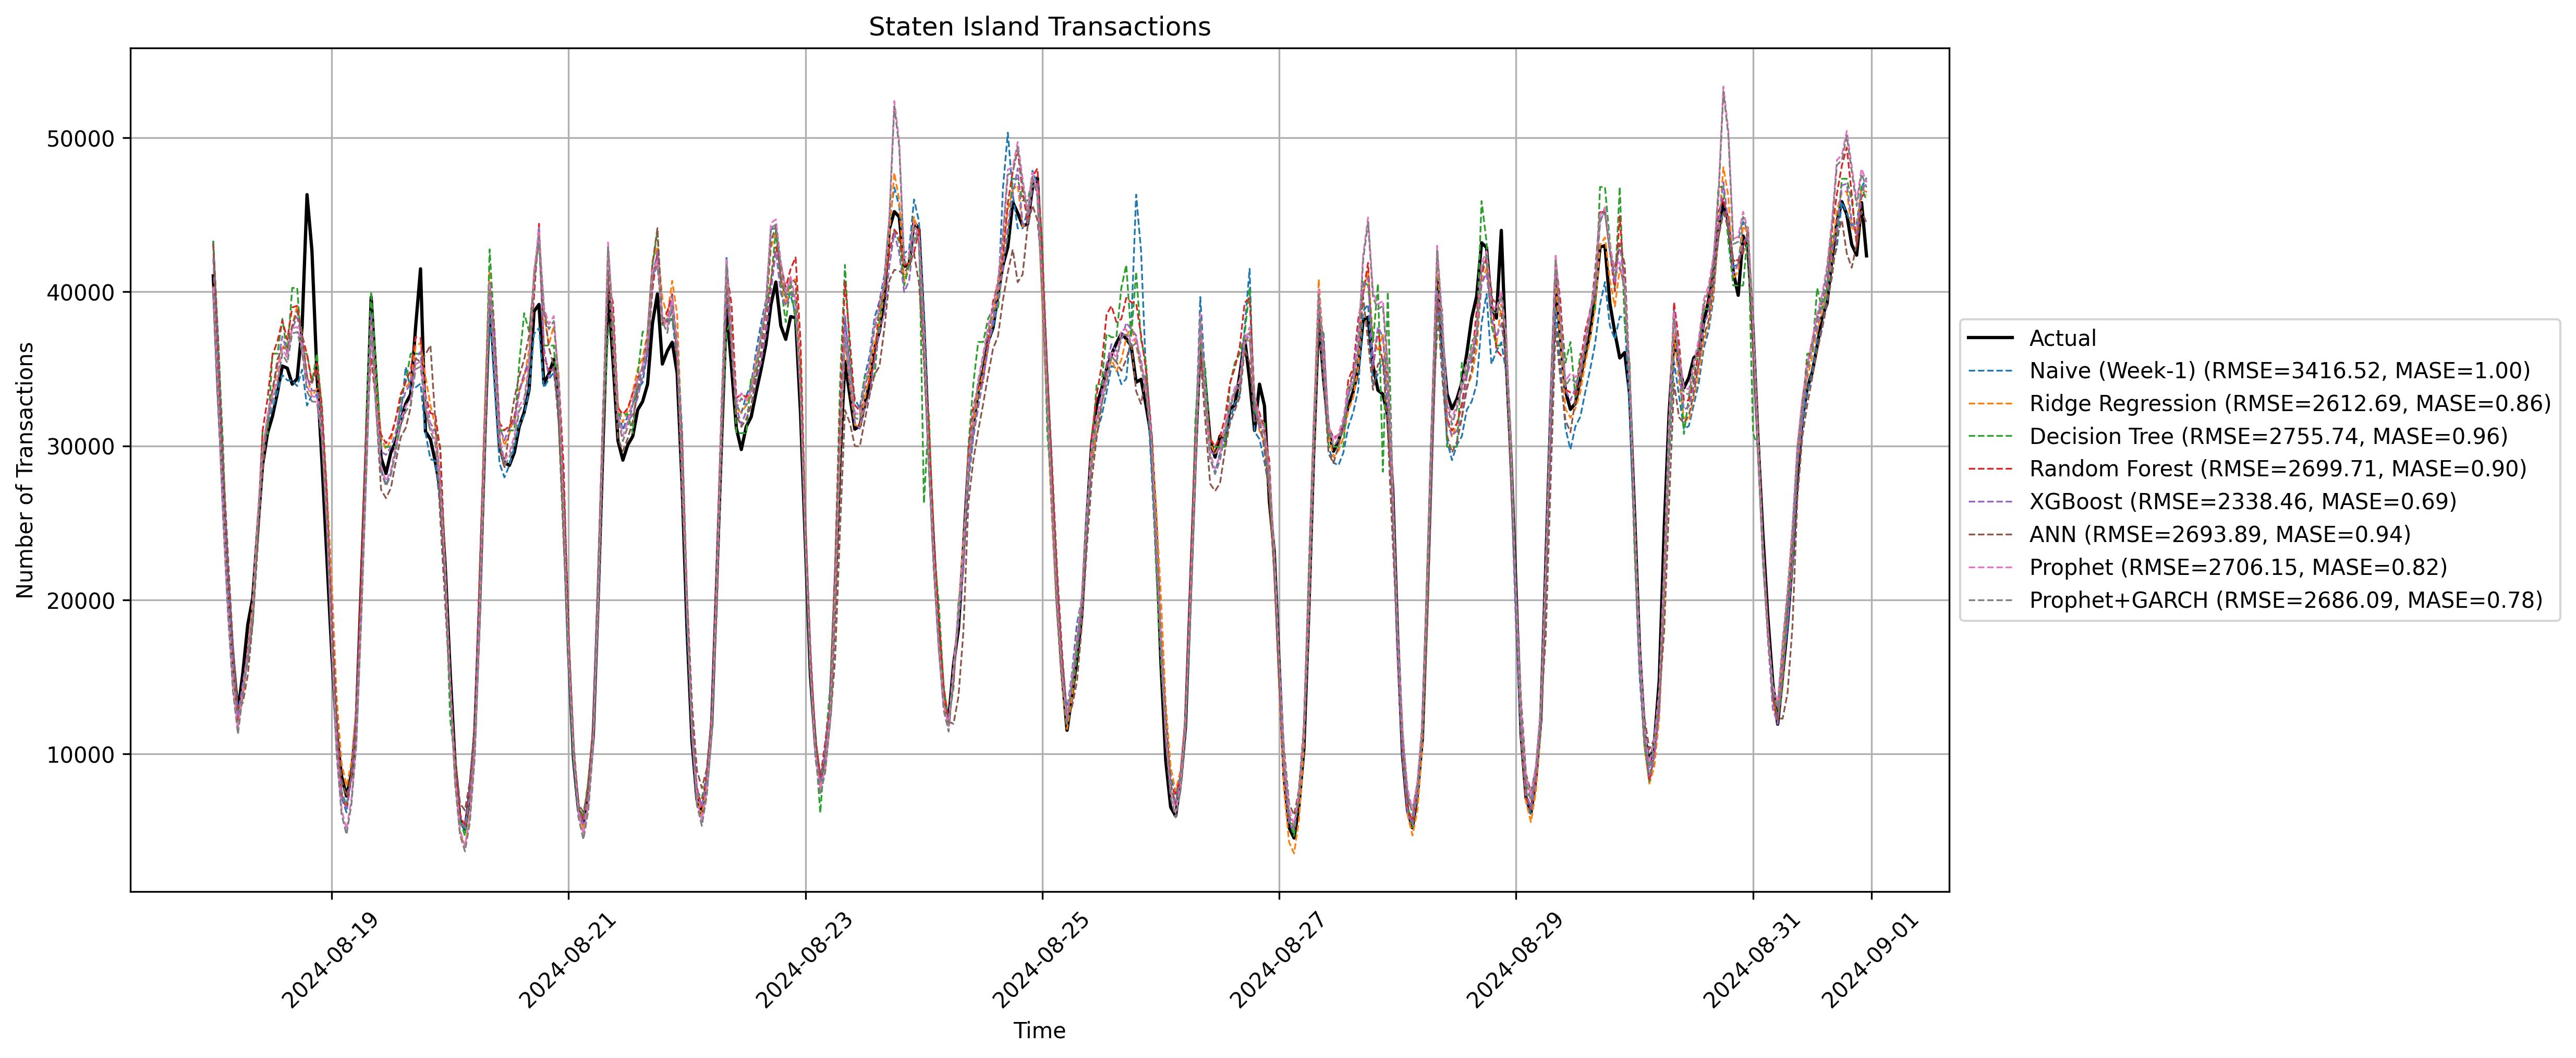 Staten Island Transactions
Number of Transactions
50000
40000
30000
20000
10000
2024-08-19
2024-08-21
2024-08-23
2024-08-25
2024-08-27
2024-08-29
2024-08-31
2024-09-01
Time
Actual
Naive (Week-1) (RMSE=3416.52, MASE=1.00)
Ridge Regression (RMSE=2612.69, MASE=0.86)
Decision Tree (RMSE=2755.74, MASE=0.96)
Random Forest (RMSE=2699.71, MASE=0.90)
XGBoost (RMSE=2338.46, MASE=0.69)
ANN (RMSE=2693.89, MASE=0.94)
Prophet (RMSE=2706.15, MASE=0.82)
Prophet+GARCH (RMSE=2686.09, MASE=0.78)